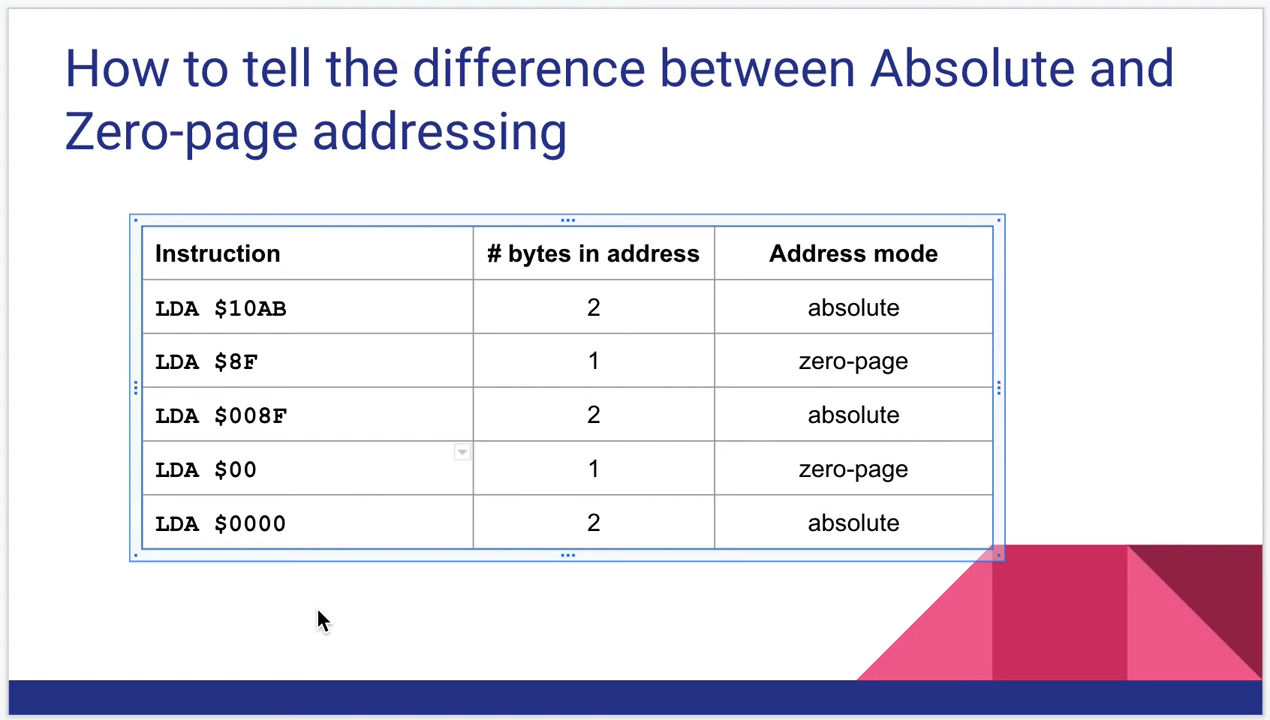 How to tell the difference between Absolute and
Zero-page addressing
Instruction # bytes in address Address mode
LDA $10AB 2 absolute
LDA $8F 1 zero-page
LDA $008F 2 absolute
LDA $00 1 zero-page
LDA $0000 2 absolute